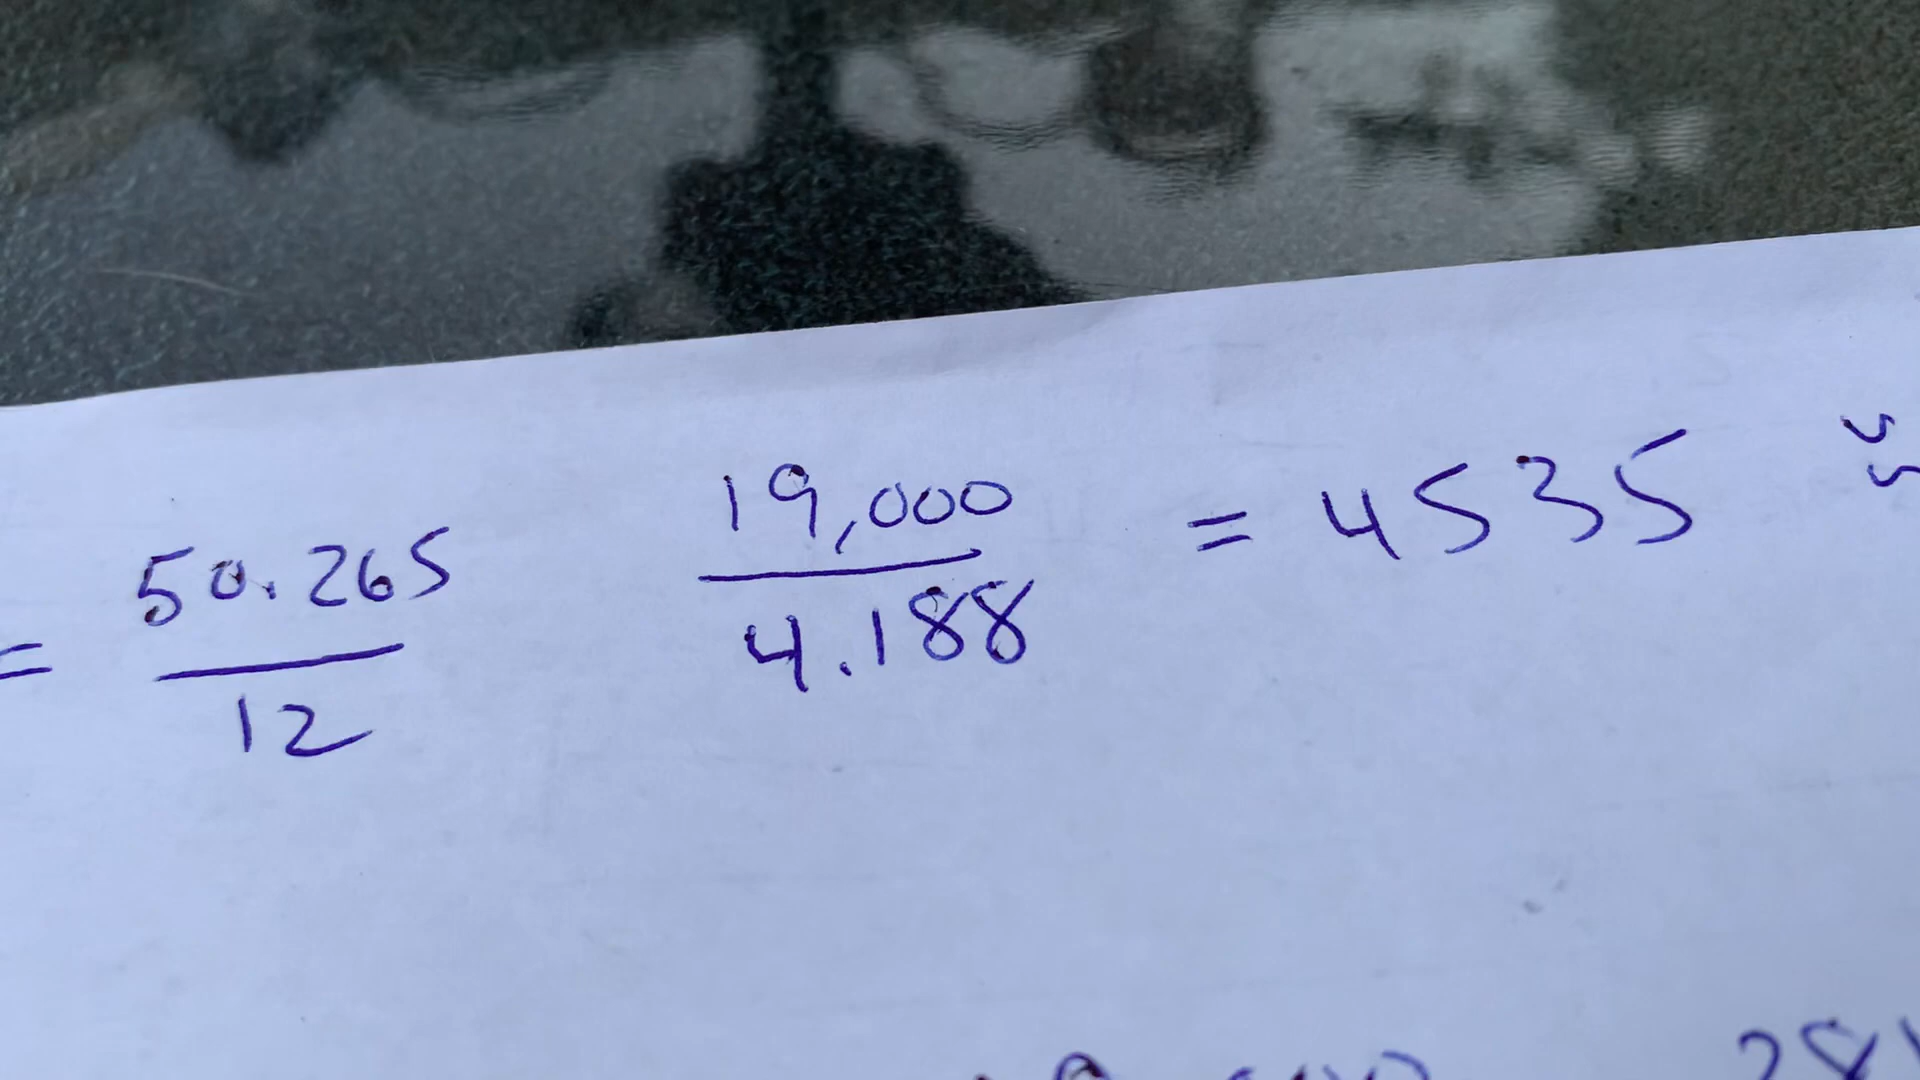 = 50.265 / 12    19,000 / 4.188 = 4535